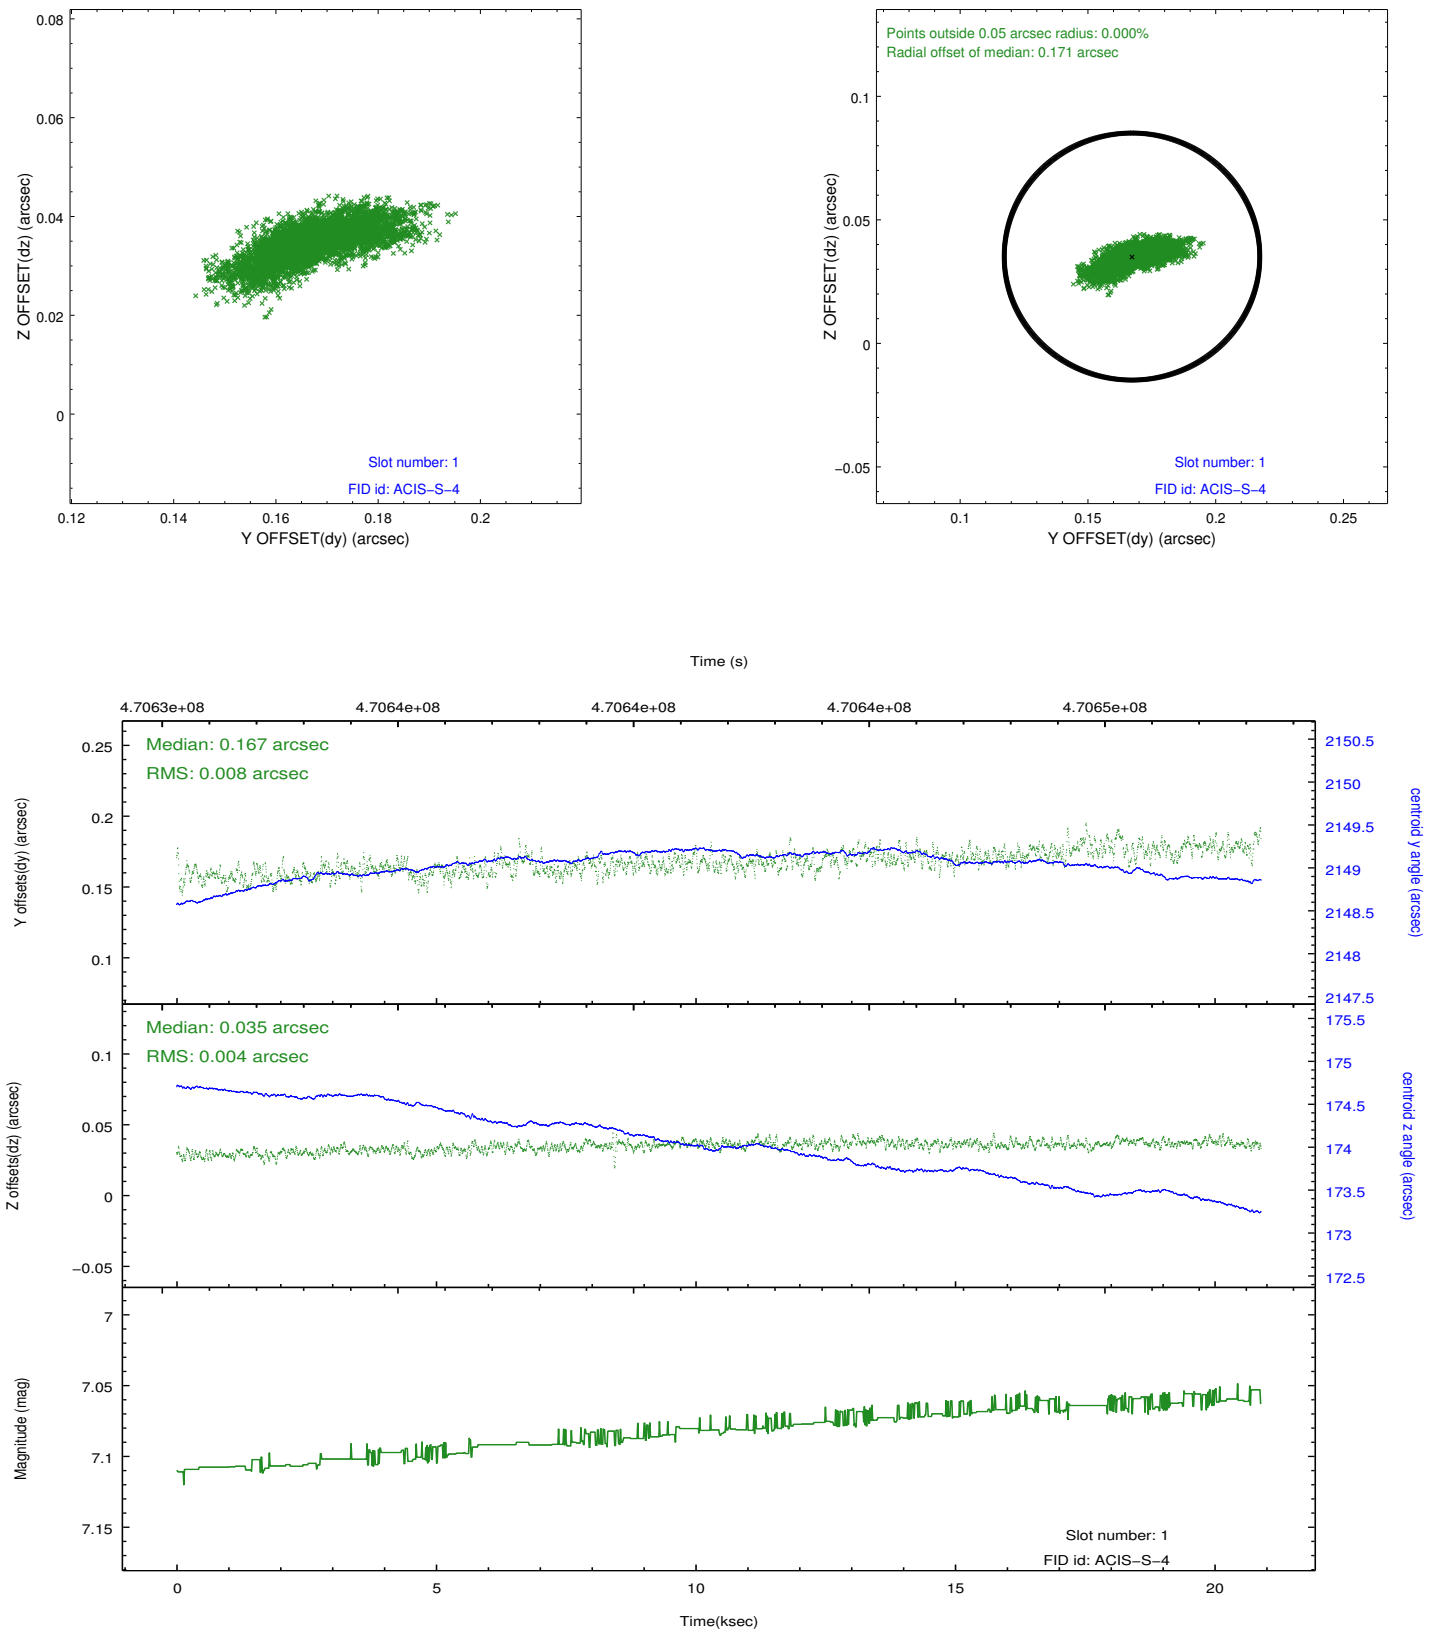 0.08
0.06
0.04
0.02
0
Z OFFSET(dz) (arcsec)
Slot number: 1
FID id: ACIS−S−4
0.12 0.14 0.16 0.18 0.2
Y OFFSET(dy) (arcsec)
Points outside 0.05 arcsec radius: 0.000%
Radial offset of median: 0.171 arcsec
0.1
0.05
0
−0.05
Z OFFSET(dz) (arcsec)
Slot number: 1
FID id: ACIS−S−4
0.1 0.15 0.2 0.25
Y OFFSET(dy) (arcsec)
Time (s)
4.7063e+08 4.7064e+08 4.7064e+08 4.7064e+08 4.7065e+08
Median: 0.167 arcsec
RMS: 0.008 arcsec
0.25
0.2
0.15
0.1
Y offsets(dy) (arcsec)
2150.5
2150
2149.5
2149
2148.5
2148
2147.5
centroid y angle (arcsec)
Median: 0.035 arcsec
RMS: 0.004 arcsec
0.1
0.05
0
−0.05
Z offsets(dz) (arcsec)
175.5
175
174.5
174
173.5
173
172.5
centroid z angle (arcsec)
7
7.05
7.1
7.15
Magnitude (mag)
Slot number: 1
FID id: ACIS−S−4
0 5 10 15 20
Time(ksec)